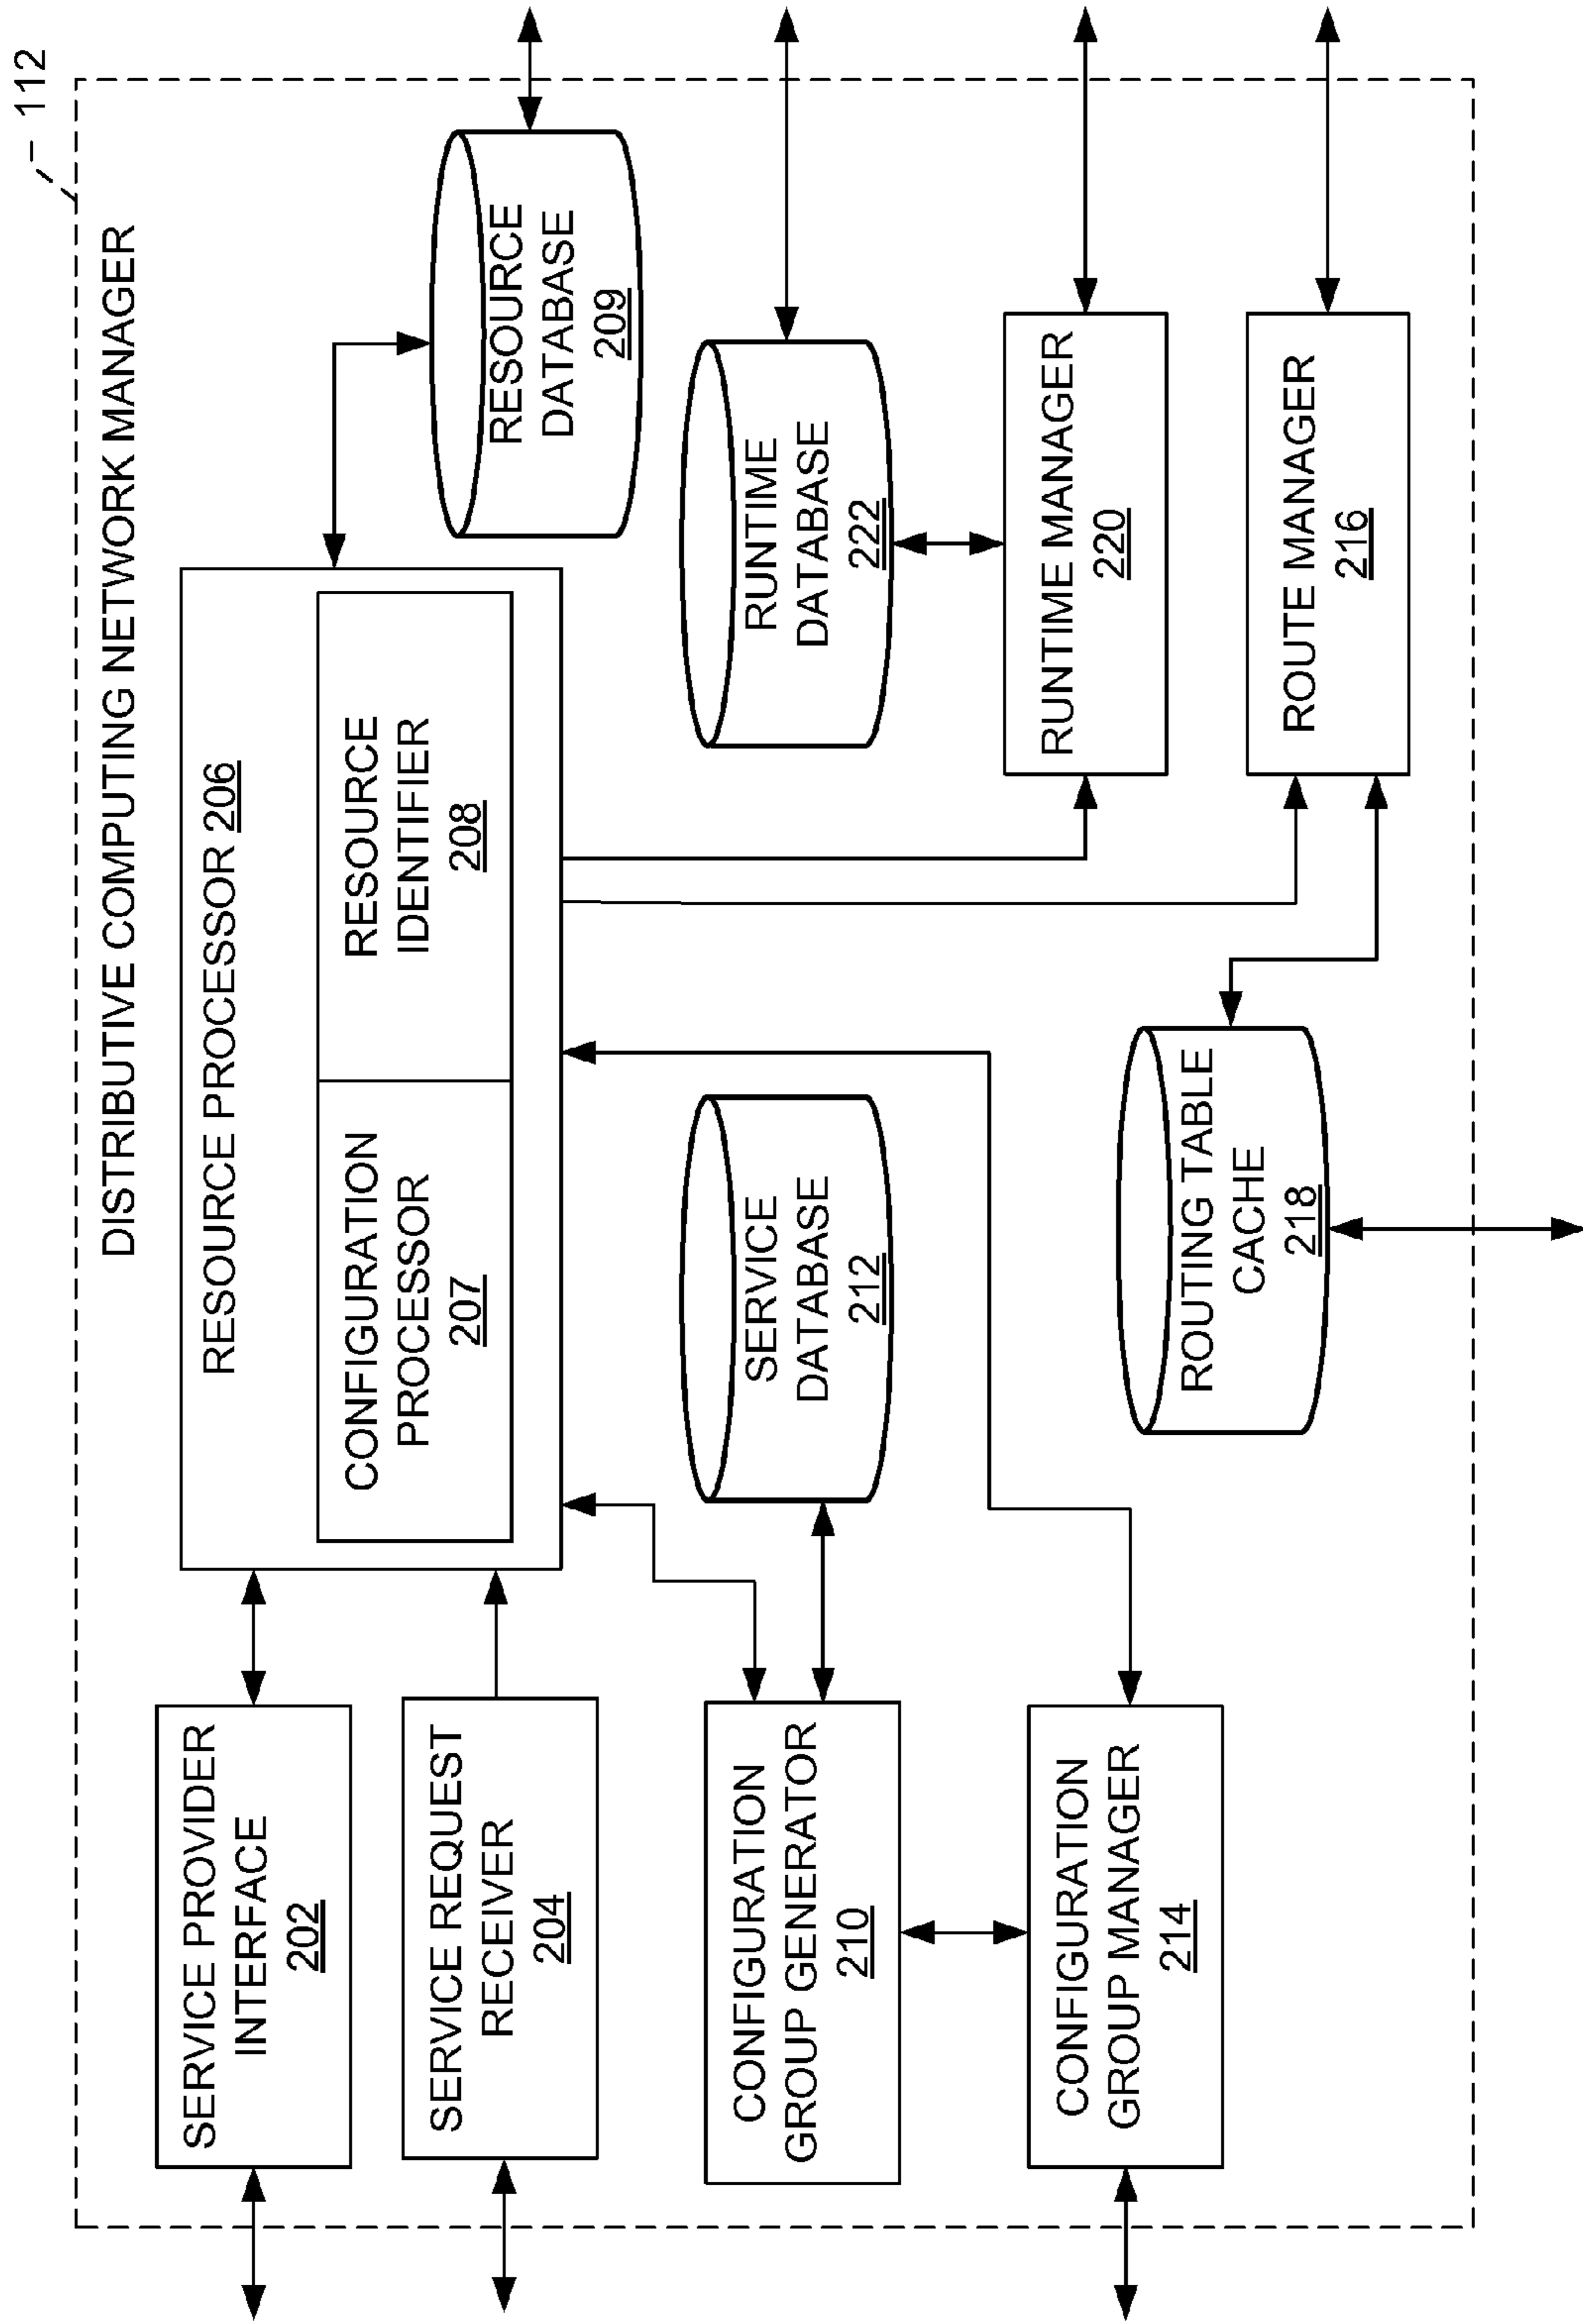 112
DISTRIBUTIVE COMPUTING NETWORK MANAGER
SERVICE PROVIDER
INTERFACE
202
SERVICE REQUEST
RECEIVER
204
RESOURCE PROCESSOR 206
CONFIGURATION
PROCESSOR
207
RESOURCE
IDENTIFIER
208
RESOURCE
DATABASE
209
CONFIGURATION
GROUP GENERATOR
210
SERVICE
DATABASE
212
RUNTIME
DATABASE
222
CONFIGURATION
GROUP MANAGER
214
RUNTIME MANAGER
220
ROUTING TABLE
CACHE
218
ROUTE MANAGER
216